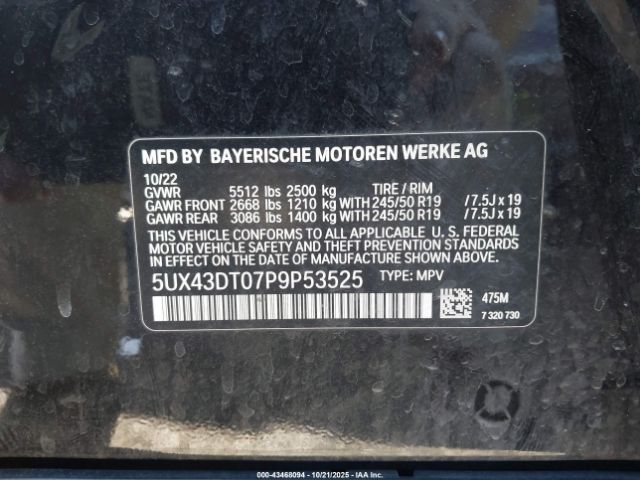 MFD BY BAYERISCHE MOTOREN WERKE AG
10/22
GVWR 5512 lbs 2500 kg TIRE / RIM
GAWR FRONT 2668 lbs 1210 kg WITH 245/50 R19 /7.5J x 19
GAWR REAR 3086 lbs 1400 kg WITH 245/50 R19 /7.5J x 19
THIS VEHICLE CONFORMS TO ALL APPLICABLE U. S. FEDERAL
MOTOR VEHICLE SAFETY AND THEFT PREVENTION STANDARDS
IN EFFECT ON THE DATE OF MANUFACTURE SHOWN ABOVE.
5UX43DT07P9P53525 TYPE: MPV
475M
7 320 730
000-43468094 • 10/21/2025 • IAA Inc.